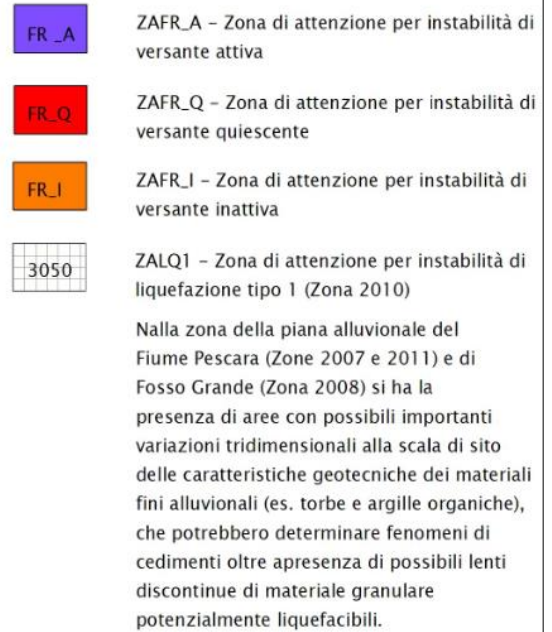 FR _A
ZAFR_A – Zona di attenzione per instabilità di
versante attiva
FR_Q
ZAFR_Q – Zona di attenzione per instabilità di
versante quiescente
FR_I
ZAFR_I – Zona di attenzione per instabilità di
versante inattiva
3050
ZALQ1 – Zona di attenzione per instabilità di
liquefazione tipo 1 (Zona 2010)
Nalla zona della piana alluvionale del
Fiume Pescara (Zone 2007 e 2011) e di
Fosso Grande (Zona 2008) si ha la
presenza di aree con possibili importanti
variazioni tridimensionali alla scala di sito
delle caratteristiche geotecniche dei materiali
fini alluvionali (es. torbe e argille organiche),
che potrebbero determinare fenomeni di
cedimenti oltre apresenza di possibili lenti
discontinue di materiale granulare
potenzialmente liquefacibili.